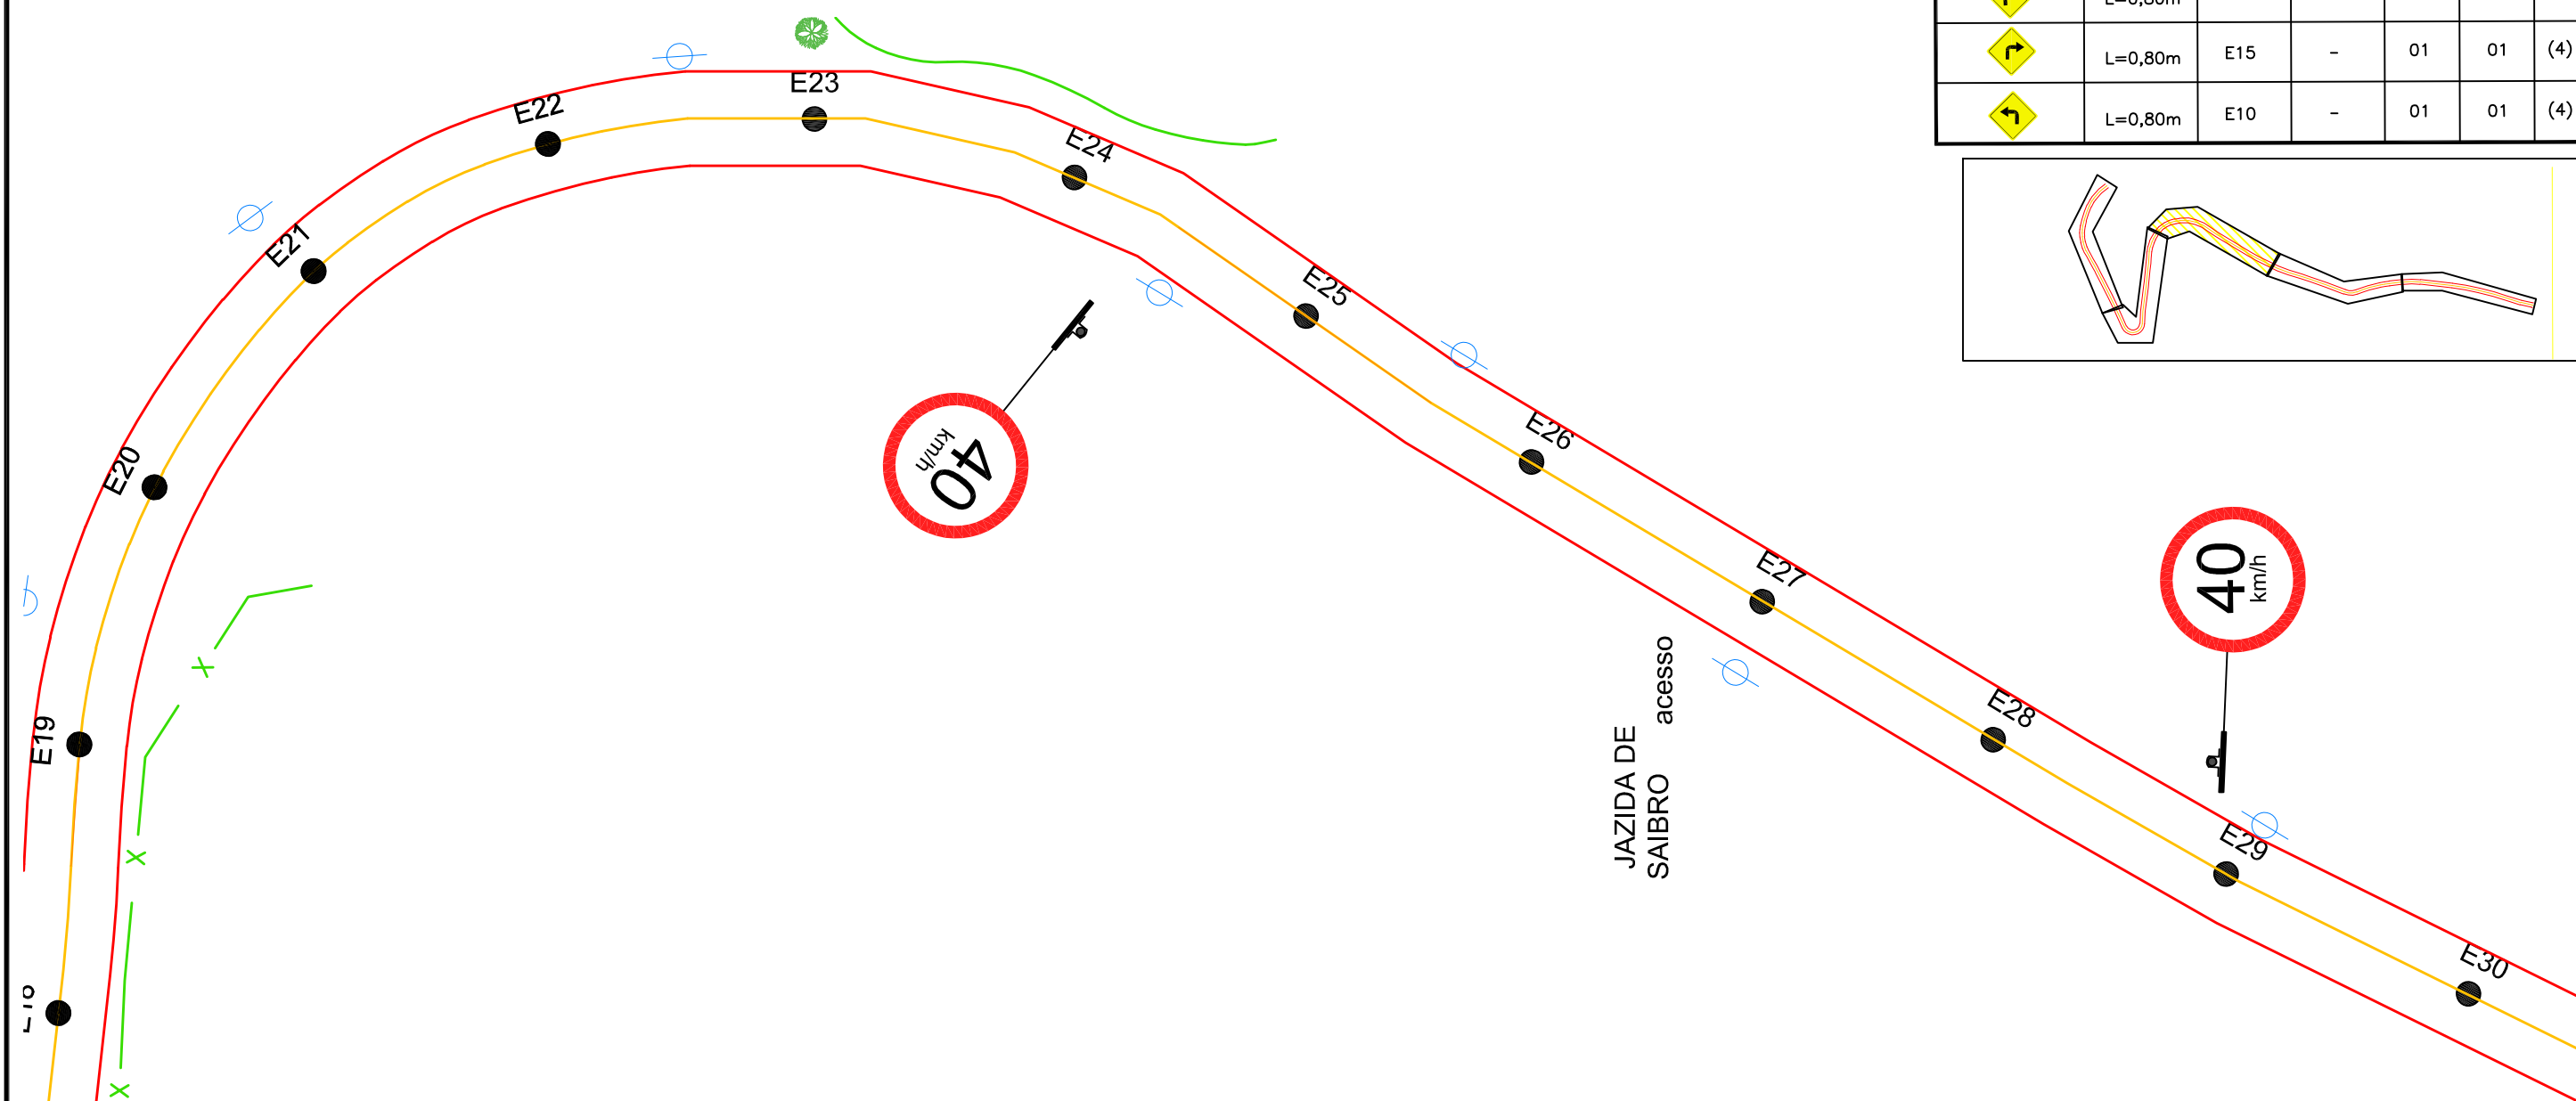 L=0,80m E15 - 01 01 (4)
L=0,80m E10 - 01 01 (4)
E23
E22
E24
E21
E25
E20
E26
40
km/h
E27
40
km/h
acesso
JAZIDA DE
SAIBRO
E28
E19
E29
E30